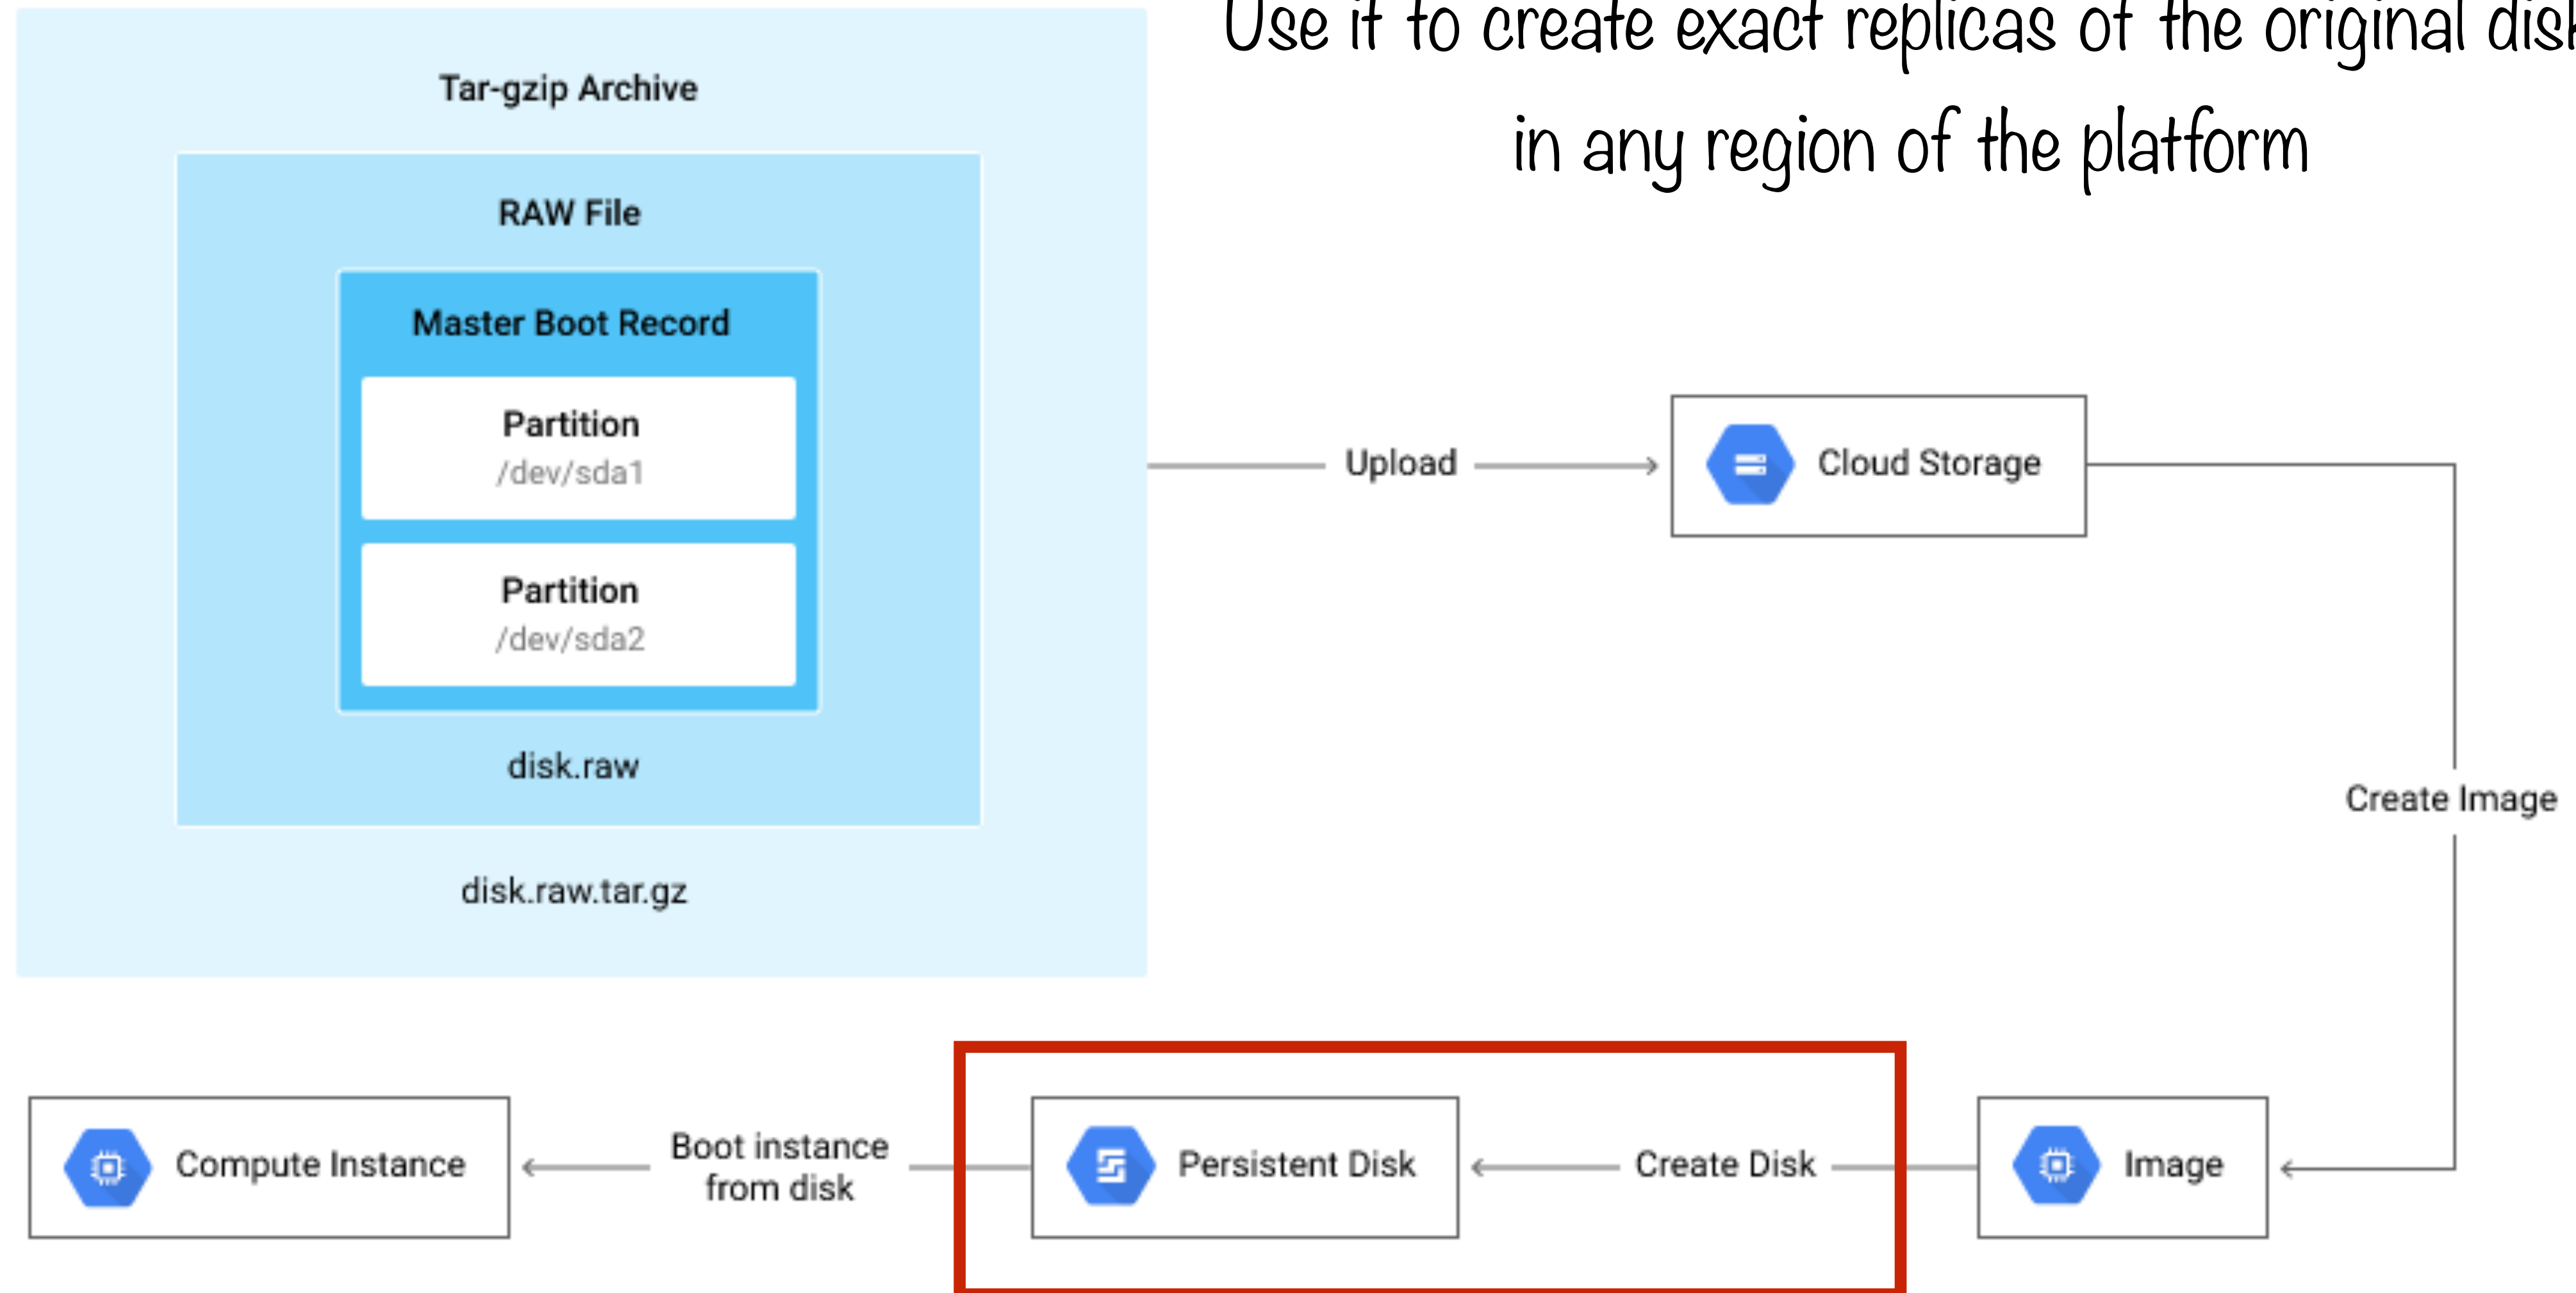 Use it to create exact replicas of the original disk
in any region of the platform
Tar-gzip Archive
RAW File
Master Boot Record
Partition
/dev/sda1
Partition
/dev/sda2
disk.raw
disk.raw.tar.gz
Upload
Cloud Storage
Create Image
Image
Create Disk
Persistent Disk
Boot instance
from disk
Compute Instance